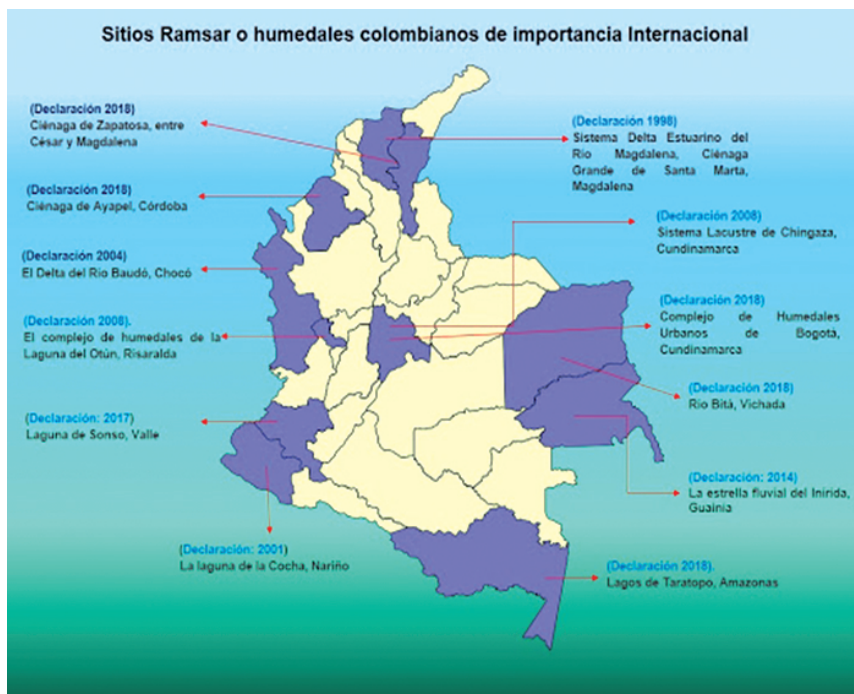 Sitios Ramsar o humedales colombianos de importancia Internacional
(Declaración 2018)
Ciénaga de Zapatosa, entre
César y Magdalena
(Declaración 2018)
Ciénaga de Ayapel, Córdoba
(Declaración 2004)
El Delta del Río Baudó, Chocó
(Declaración 2008).
El complejo de humedales de la
Laguna del Otún, Risaralda
(Declaración: 2017)
Laguna de Sonso, Valle
(Declaración: 2001)
La laguna de la Cocha, Nariño
(Declaración 1998)
Sistema Delta Estuarino del
Río Magdalena, Ciénaga
Grande de Santa Marta,
Magdalena
(Declaración 2008)
Sistema Lacustre de Chingaza,
Cundinamarca
(Declaración 2018)
Complejo de Humedales
Urbanos de Bogotá,
Cundinamarca
(Declaración 2018)
Río Bitá, Vichada
(Declaración: 2014)
La estrella fluvial del Inirida,
Guainía
(Declaración 2018).
Lagos de Taratopo, Amazonas